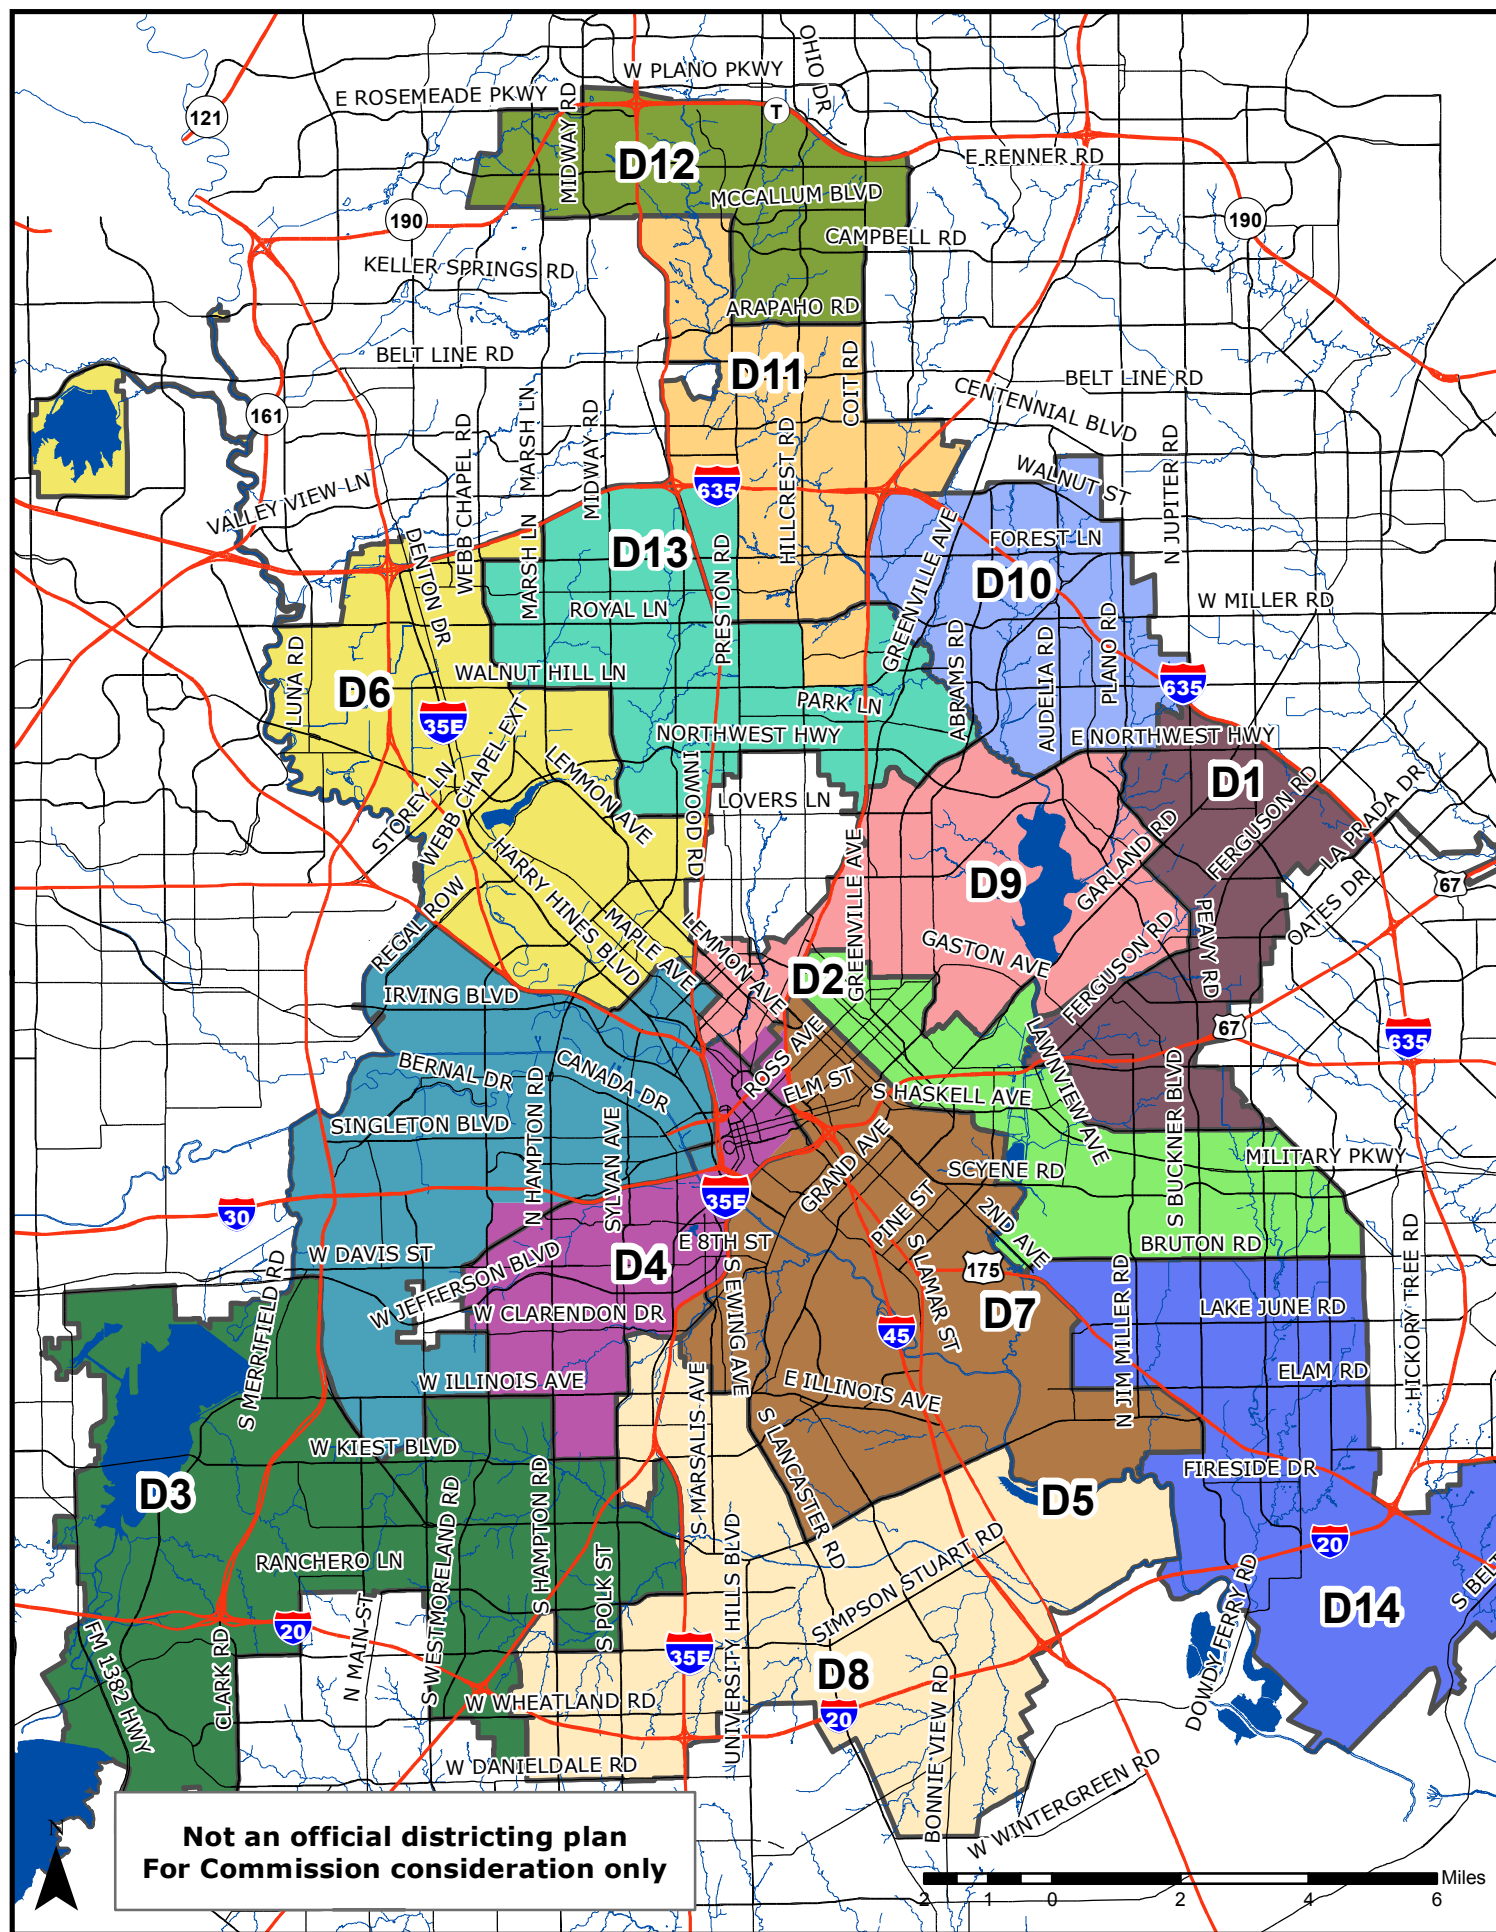 OHIO DR
W PLANO PKWY
E ROSEMEADE PKWY
MIDWAY RD
121
T
D12
E RENNER RD
MCCALLUM BLVD
190
190
CAMPBELL RD
KELLER SPRINGS RD
ARAPAHO RD
BELT LINE RD
D11
COIT RD
BELT LINE RD
CENTENNIAL BLVD
161
WEBB CHAPEL RD
MARSH LN
MARSH LN
MIDWAY RD
HILLCREST RD
N JUPITER RD
WALNUT ST
635
VALLEY VIEW LN
DENTON DR
D13
PRESTON RD
GREENVILLE AVE
FOREST LN
D10
ROYAL LN
W MILLER RD
LUNA RD
D6
WALNUT HILL LN
ABRAMS RD
AUDELIA RD
PLANO RD
635
35E
PARK LN
NORTHWEST HWY
E NORTHWEST HWY
WEBB CHAPEL EXT
LEMMON AVE
STOREY LN
INWOOD RD
LOVERS LN
D1
FERGUSON RD
LA PRADA DR
HARRY HINES BLVD
GREENVILLE AVE
D9
GARLAND RD
67
REGAL ROW
MAPLE AVE
LEMMON AVE
GASTON AVE
FERGUSON RD
PEAVY RD
OATES DR
IRVING BLVD
D2
67
635
BERNAL DR
CANADA DR
ROSS AVE
ELM ST
S HASKELL AVE
LAWNVIEW AVE
S BUCKNER BLVD
SINGLETON BLVD
N HAMPTON RD
SYLVAN AVE
GRAND AVE
SCYENE RD
MILITARY PKWY
30
35E
PINE ST
2ND AVE
W DAVIS ST
E 8TH ST
S LAMAR ST
BRUTON RD
S MERRIFIELD RD
W JEFFERSON BLVD
D4
175
W CLARENDON DR
S EWING AVE
D7
N JIM MILLER RD
LAKE JUNE RD
HICKORY TREE RD
45
W ILLINOIS AVE
S MARSALIS AVE
E ILLINOIS AVE
ELAM RD
W KIEST BLVD
S LANCASTER RD
D3
S WESTMORELAND RD
S HAMPTON RD
D5
FIRESIDE DR
RANCHERO LN
S POLK ST
UNIVERSITY HILLS BLVD
SIMPSON STUART RD
20
DOWDY FERRY RD
D14
S BELT
20
FM 1382 HWY
CLARK RD
N MAIN ST
35E
D8
W WHEATLAND RD
20
BONNIE VIEW RD
W DANIELDALE RD
W WINTERGREEN RD
N
Not an official districting plan
For Commission consideration only
Miles
2 1 0 2 4 6